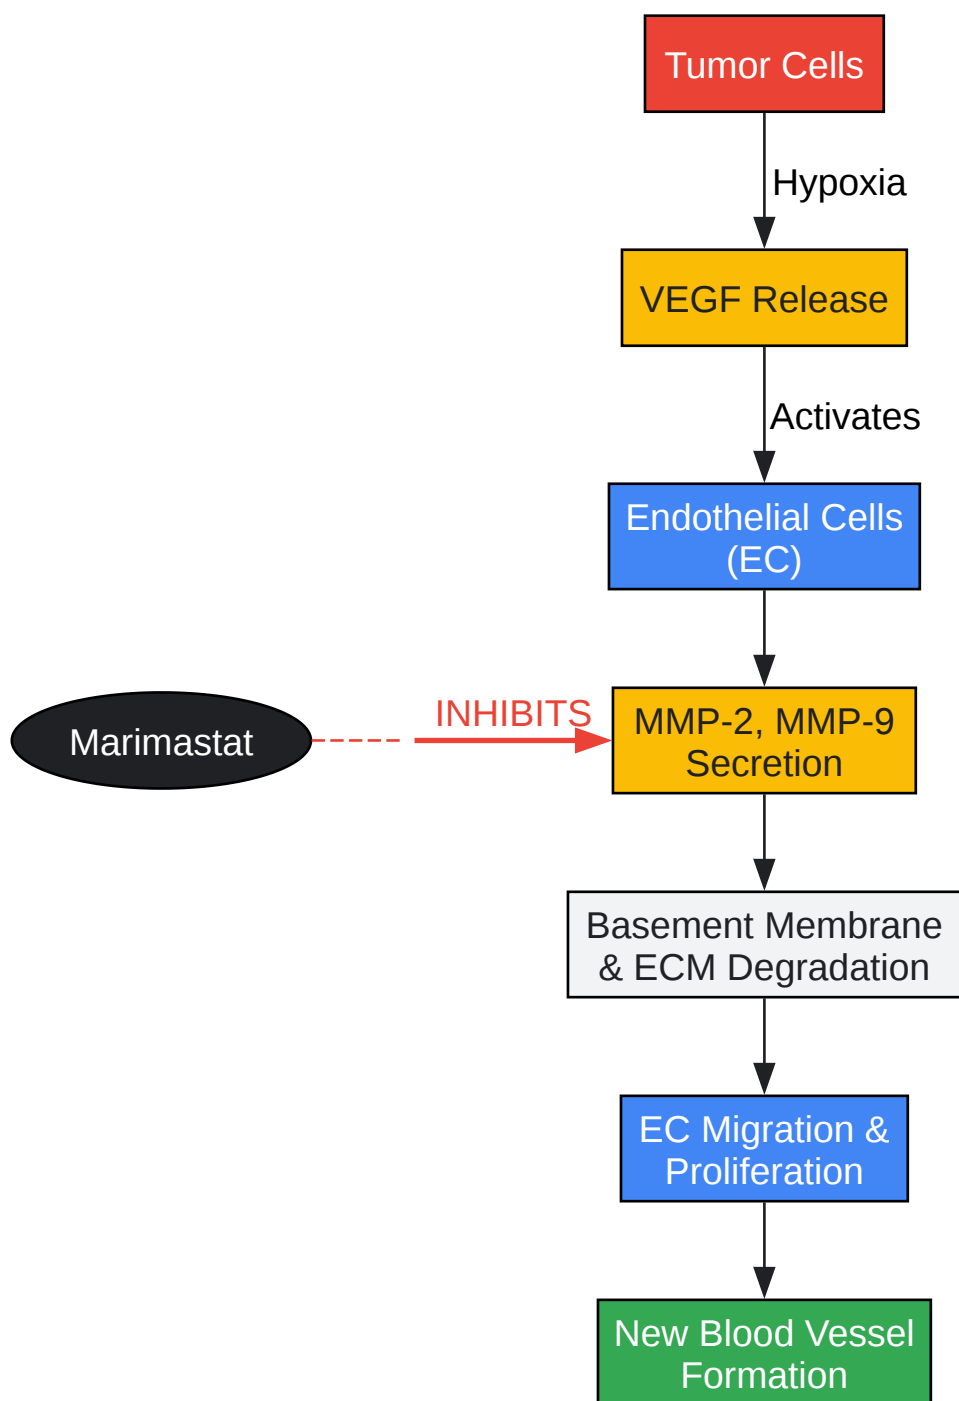 Tumor Cells
Hypoxia
VEGF Release
Activates
Endothelial Cells
(EC)
Marimastat
INHIBITS
MMP-2, MMP-9
Secretion
Basement Membrane
& ECM Degradation
EC Migration &
Proliferation
New Blood Vessel
Formation